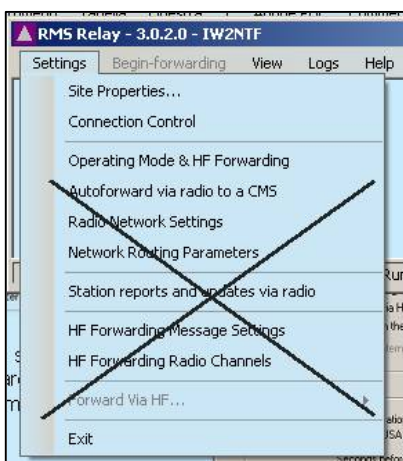 RMS Relay - 3.0.2.0 - IW2NTF
Settings Begin-forwarding View Logs Help
Site Properties...
Connection Control
Operating Mode & HF Forwarding
Autoforward via radio to a CMS
Radio Network Settings
Network Routing Parameters
Station reports and updates via radio
HF Forwarding Message Settings
HF Forwarding Radio Channels
Forward Via HF...
Exit